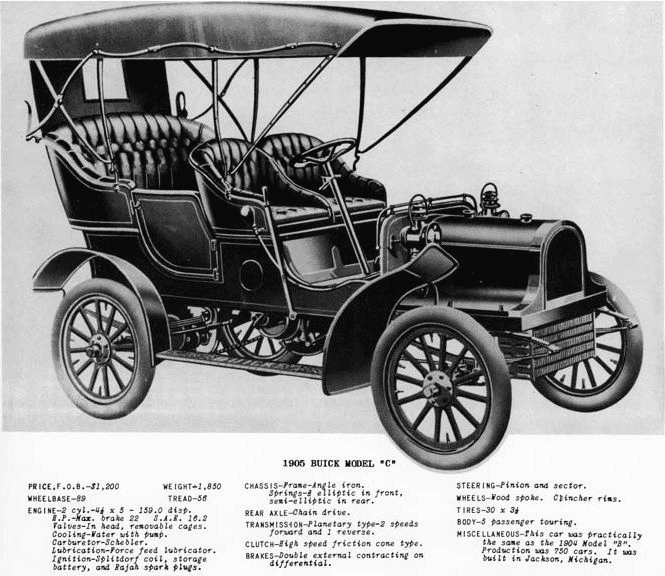 1905 BUICK MODEL "C"
PRICE, F.O.B.-$1,200 WEIGHT-1,850
WHEELBASE-89 TREAD-56
ENGINE-2 cyl.-4½ x 5 - 159.0 disp.
H.P.-Max. brake 22 S.A.E. 16.2
Valves-In head, removable cages.
Cooling-Water with pump.
Carburetor-Schebler.
Lubrication-Force feed lubricator.
Ignition-Splitdorf coil, storage
battery, and Rajah spark plugs.
CHASSIS-Frame-Angle iron.
Springs-¾ elliptic in front,
semi-elliptic in rear.
REAR AXLE-Chain drive.
TRANSMISSION-Planetary type-2 speeds
forward and 1 reverse.
CLUTCH-High speed friction cone type.
BRAKES-Double external contracting on
differential.
STEERING-Pinion and sector.
WHEELS-Wood spoke. Clincher rims.
TIRES-30 x 3½
BODY-5 passenger touring.
MISCELLANEOUS-This car was practically
the same as the 1904 Model "B".
Production was 750 cars. It was
built in Jackson, Michigan.